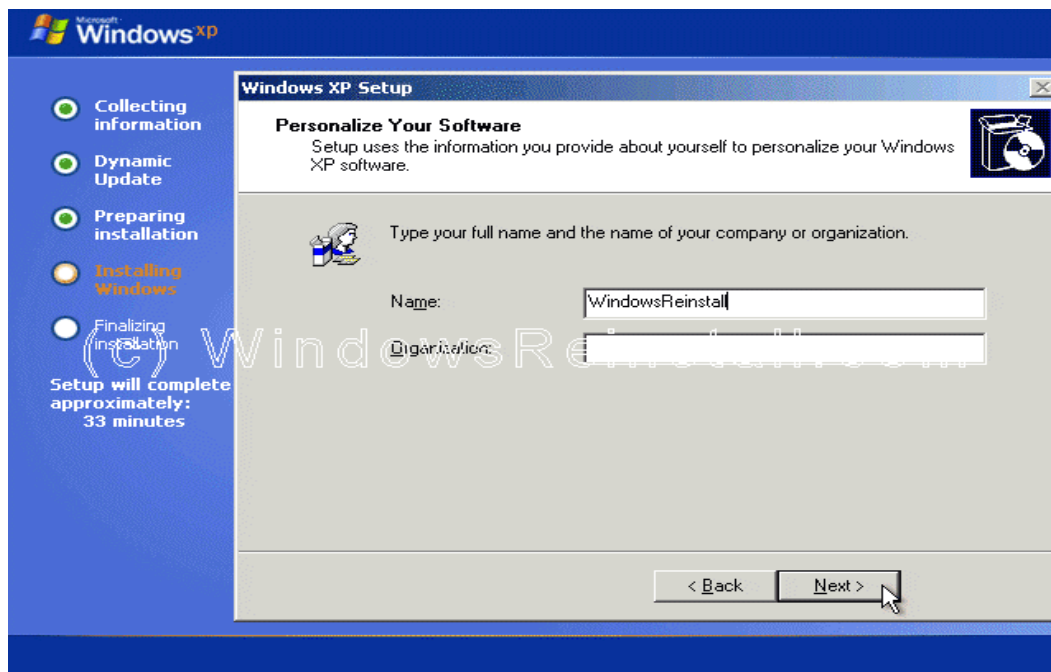 Microsoft
Windows xp
Collecting
information
Dynamic
Update
Preparing
installation
Installing
Windows
Finalizing
installation
Setup will complete
approximately:
33 minutes
Windows XP Setup
Personalize Your Software
Setup uses the information you provide about yourself to personalize your Windows
XP software.
Type your full name and the name of your company or organization.
Name:
WindowsReinstall
Organization:
(c) WindowsReinstall.com
< Back
Next >